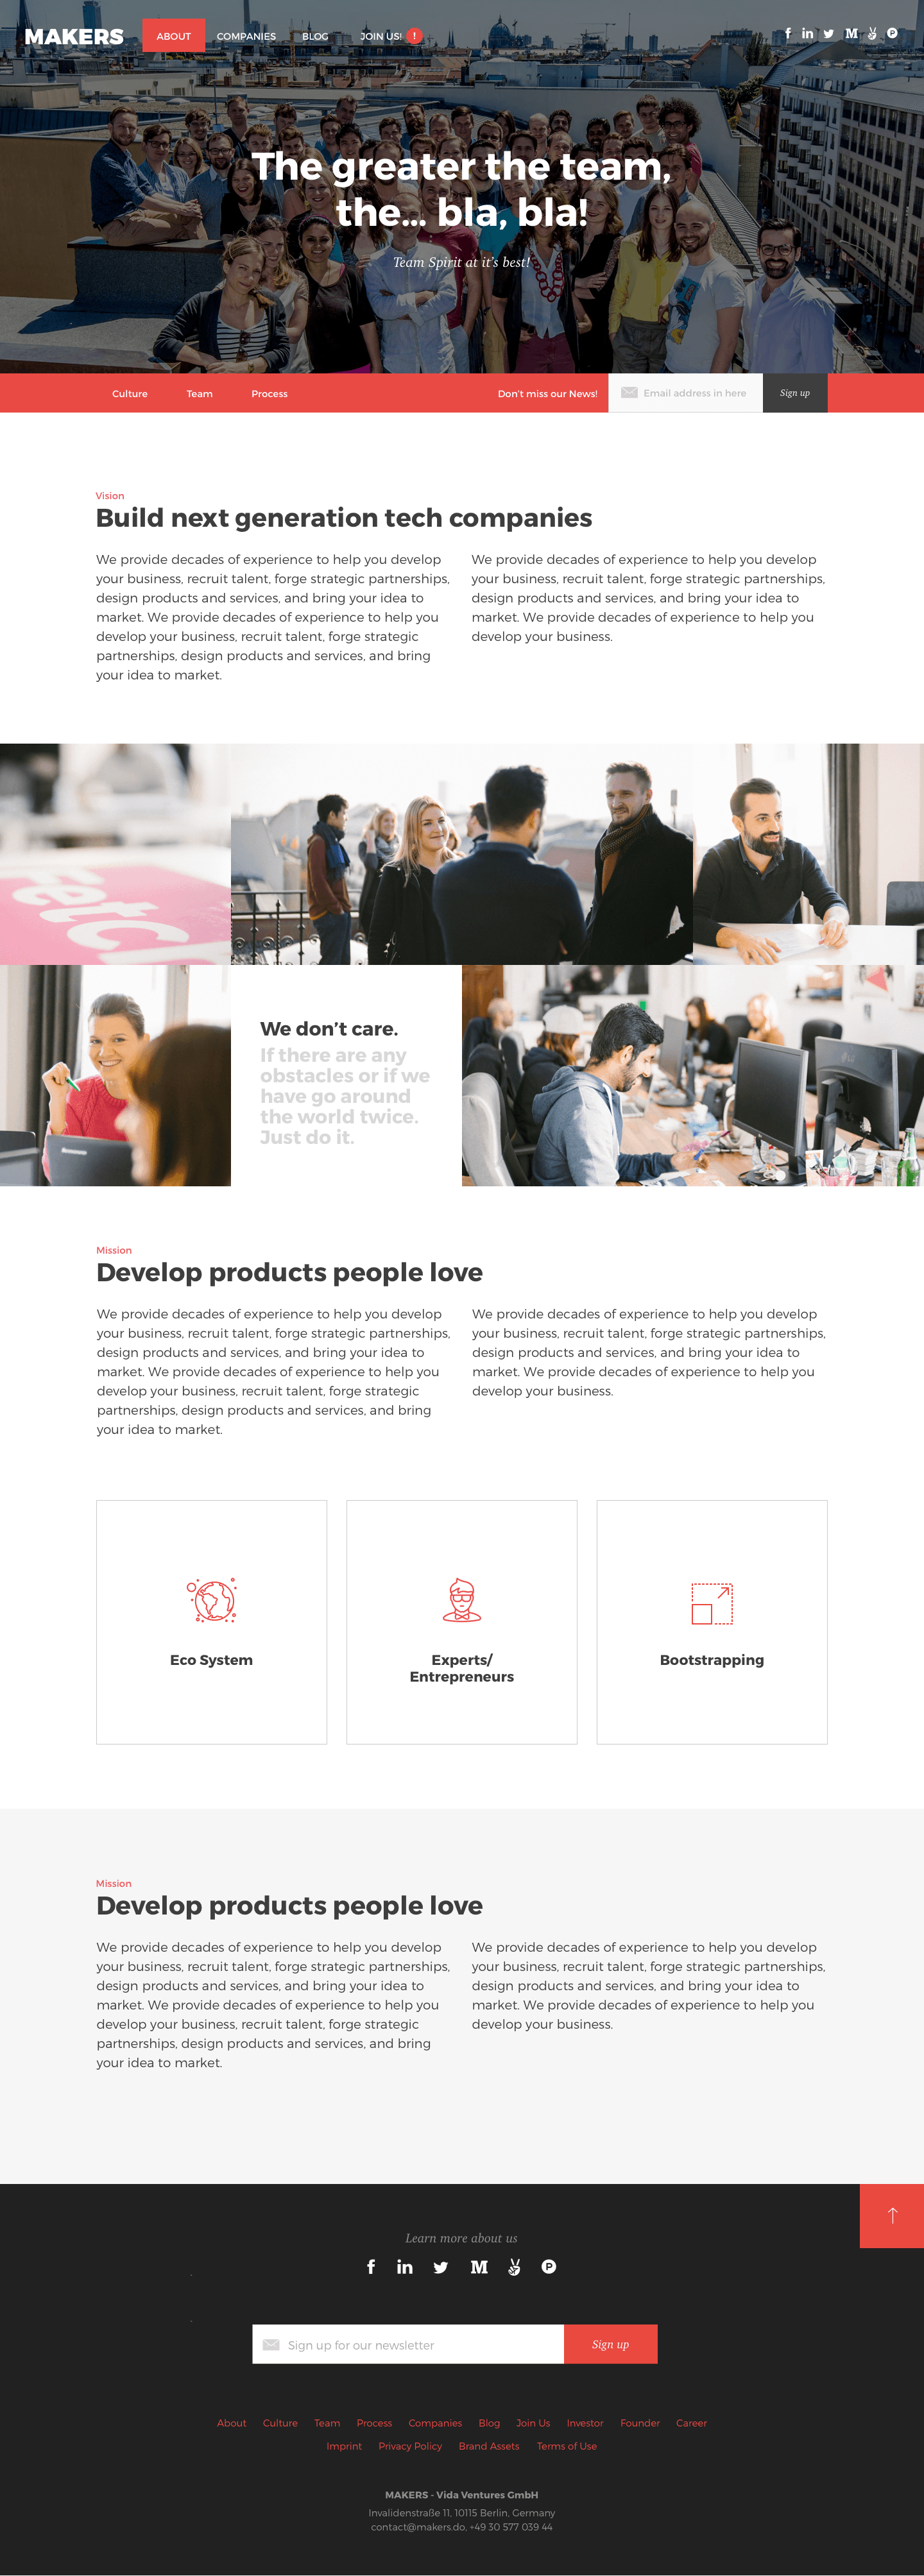 MAKERS
ABOUT
COMPANIES
BLOG
JOIN US!
!
The greater the team,
the... bla, bla!
Team Spirit at it's best!
Culture
Team
Process
Don't miss our News!
Email address in here
Sign up
Vision
Build next generation tech companies
We provide decades of experience to help you develop
your business, recruit talent, forge strategic partnerships,
design products and services, and bring your idea to
market. We provide decades of experience to help you
develop your business, recruit talent, forge strategic
partnerships, design products and services, and bring
your idea to market.
We provide decades of experience to help you develop
your business, recruit talent, forge strategic partnerships,
design products and services, and bring your idea to
market. We provide decades of experience to help you
develop your business.
etc
We don't care.
If there are any
obstacles or if we
have go around
the world twice.
Just do it.
Mission
Develop products people love
We provide decades of experience to help you develop
your business, recruit talent, forge strategic partnerships,
design products and services, and bring your idea to
market. We provide decades of experience to help you
develop your business, recruit talent, forge strategic
partnerships, design products and services, and bring
your idea to market.
We provide decades of experience to help you develop
your business, recruit talent, forge strategic partnerships,
design products and services, and bring your idea to
market. We provide decades of experience to help you
develop your business.
Eco System
Experts/
Entrepreneurs
Bootstrapping
Mission
Develop products people love
We provide decades of experience to help you develop
your business, recruit talent, forge strategic partnerships,
design products and services, and bring your idea to
market. We provide decades of experience to help you
develop your business, recruit talent, forge strategic
partnerships, design products and services, and bring
your idea to market.
We provide decades of experience to help you develop
your business, recruit talent, forge strategic partnerships,
design products and services, and bring your idea to
market. We provide decades of experience to help you
develop your business.
Learn more about us
Sign up for our newsletter
Sign up
About Culture Team Process Companies Blog Join Us Investor Founder Career
Imprint Privacy Policy Brand Assets Terms of Use
MAKERS - Vida Ventures GmbH
Invalidenstraße 11, 10115 Berlin, Germany
contact@makers.do, +49 30 577 039 44